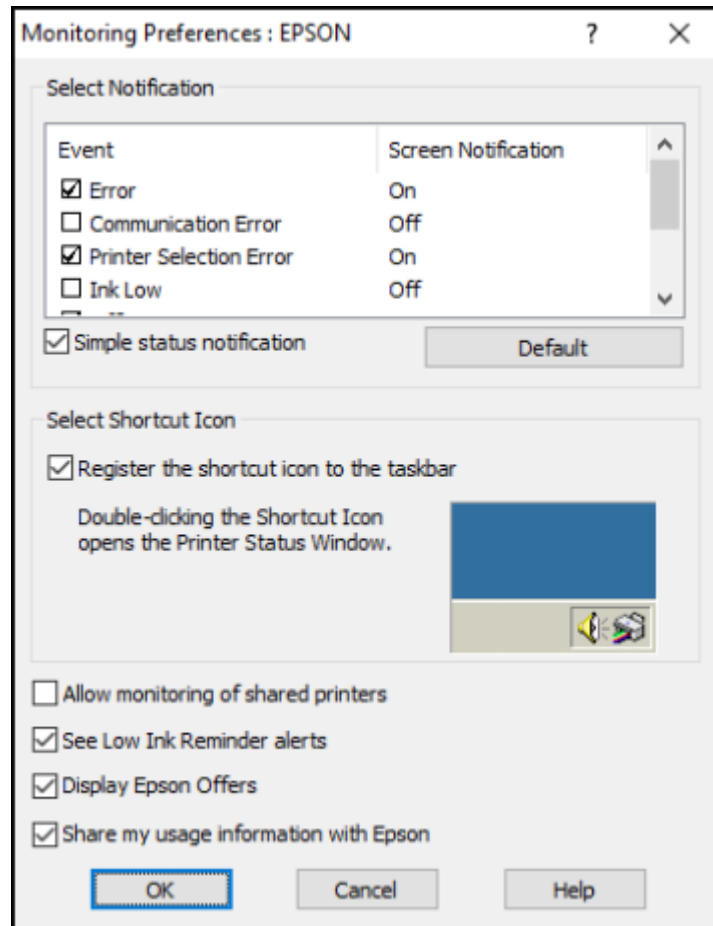 Monitoring Preferences : EPSON ? ×
Select Notification
Event Screen Notification
Error On
Communication Error Off
Printer Selection Error On
Ink Low Off
Simple status notification Default
Select Shortcut Icon
Register the shortcut icon to the taskbar
Double-clicking the Shortcut Icon
opens the Printer Status Window.
Allow monitoring of shared printers
See Low Ink Reminder alerts
Display Epson Offers
Share my usage information with Epson
OK Cancel Help